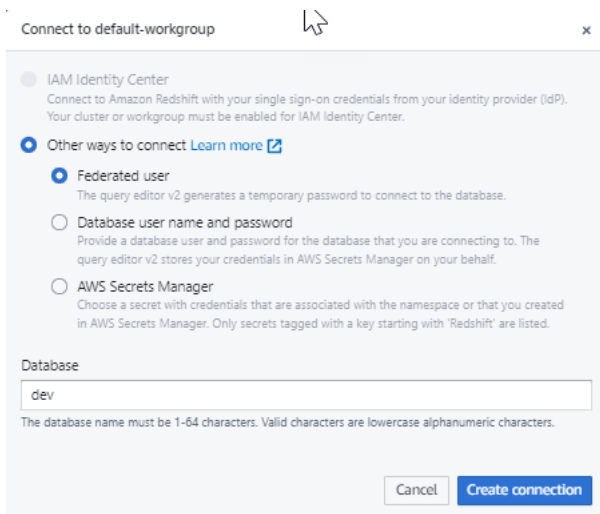 Connect to default-workgroup
×
IAM Identity Center
Connect to Amazon Redshift with your single sign-on credentials from your identity provider (IdP).
Your cluster or workgroup must be enabled for IAM Identity Center.
Other ways to connect Learn more
Federated user
The query editor v2 generates a temporary password to connect to the database.
Database user name and password
Provide a database user and password for the database that you are connecting to. The
query editor v2 stores your credentials in AWS Secrets Manager on your behalf.
AWS Secrets Manager
Choose a secret with credentials that are associated with the namespace or that you created
in AWS Secrets Manager. Only secrets tagged with a key starting with 'Redshift' are listed.
Database
dev
The database name must be 1-64 characters. Valid characters are lowercase alphanumeric characters.
Cancel Create connection